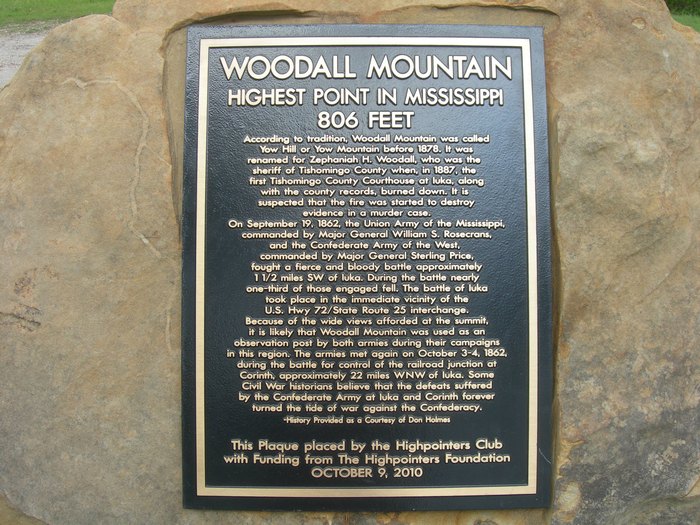 WOODALL MOUNTAIN
HIGHEST POINT IN MISSISSIPPI
806 FEET
According to tradition, Woodall Mountain was called
Yow Hill or Yow Mountain before 1878. It was
renamed for Zephaniah H. Woodall, who was the
sheriff of Tishomingo County when, in 1887, the
first Tishomingo County Courthouse at Iuka, along
with the county records, burned down. It is
suspected that the fire was started to destroy
evidence in a murder case.
On September 19, 1862, the Union Army of the Mississippi,
commanded by Major General William S. Rosecrans,
and the Confederate Army of the West,
commanded by Major General Sterling Price,
fought a fierce and bloody battle approximately
1 1/2 miles SW of Iuka. During the battle nearly
one-third of those engaged fell. The battle of Iuka
took place in the immediate vicinity of the
U.S. Hwy 72/State Route 25 interchange.
Because of the wide views afforded at the summit,
it is likely that Woodall Mountain was used as an
observation post by both armies during their campaigns
in this region. The armies met again on October 3-4, 1862,
during the battle for control of the railroad junction at
Corinth, approximately 22 miles WNW of Iuka. Some
Civil War historians believe that the defeats suffered
by the Confederate Army at Iuka and Corinth forever
turned the tide of war against the Confederacy.
-History Provided as a Courtesy of Don Holmes
This Plaque placed by the Highpointers Club
with Funding from The Highpointers Foundation
OCTOBER 9, 2010